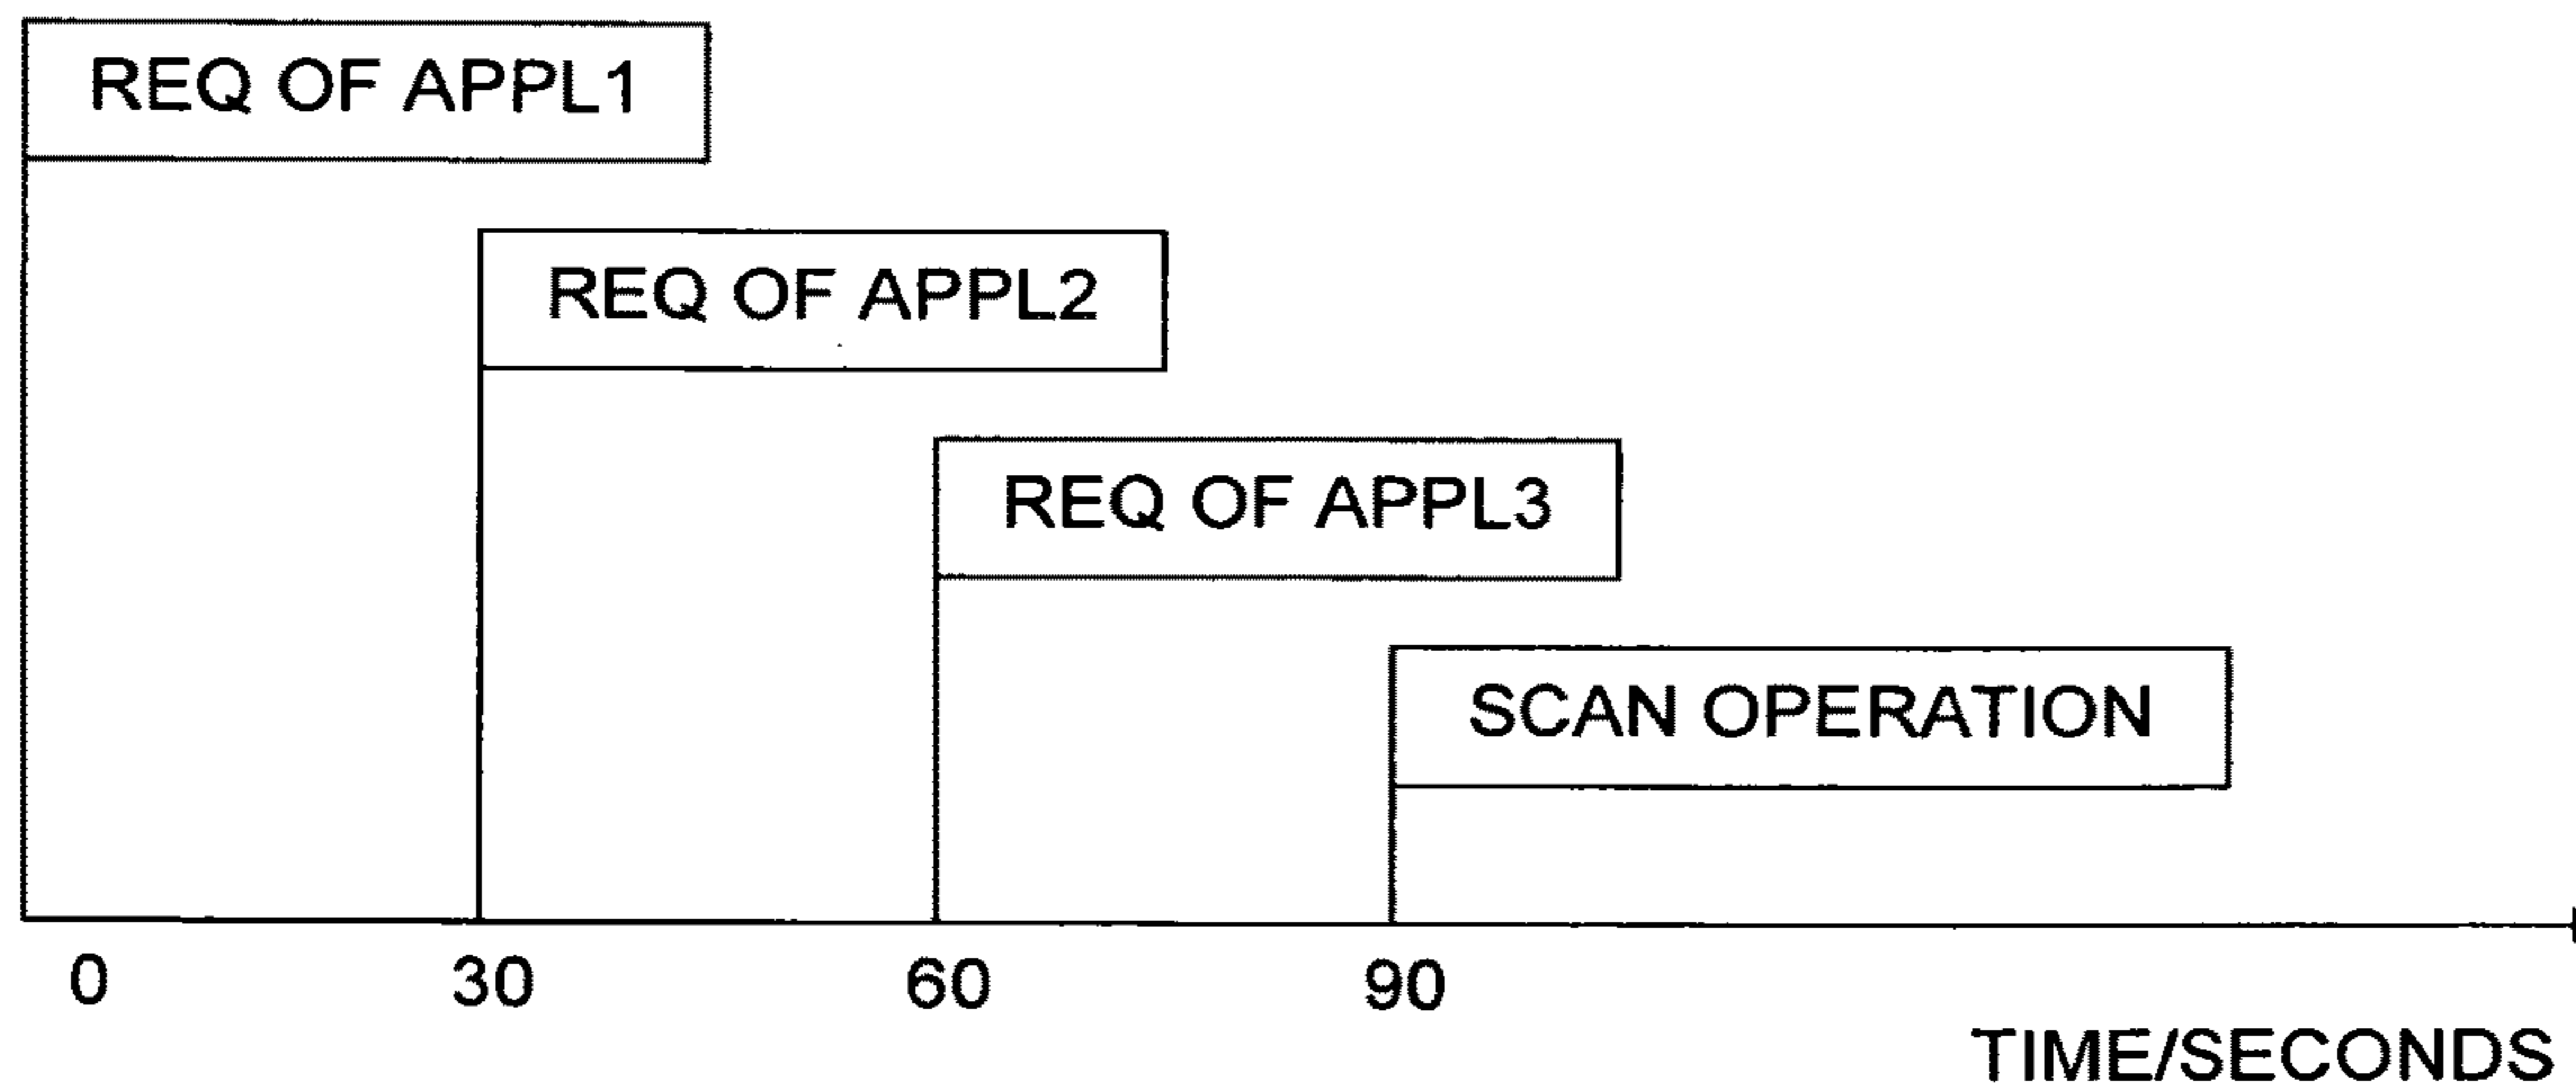 REQ OF APPL1
REQ OF APPL2
REQ OF APPL3
SCAN OPERATION
0 30 60 90
TIME/SECONDS